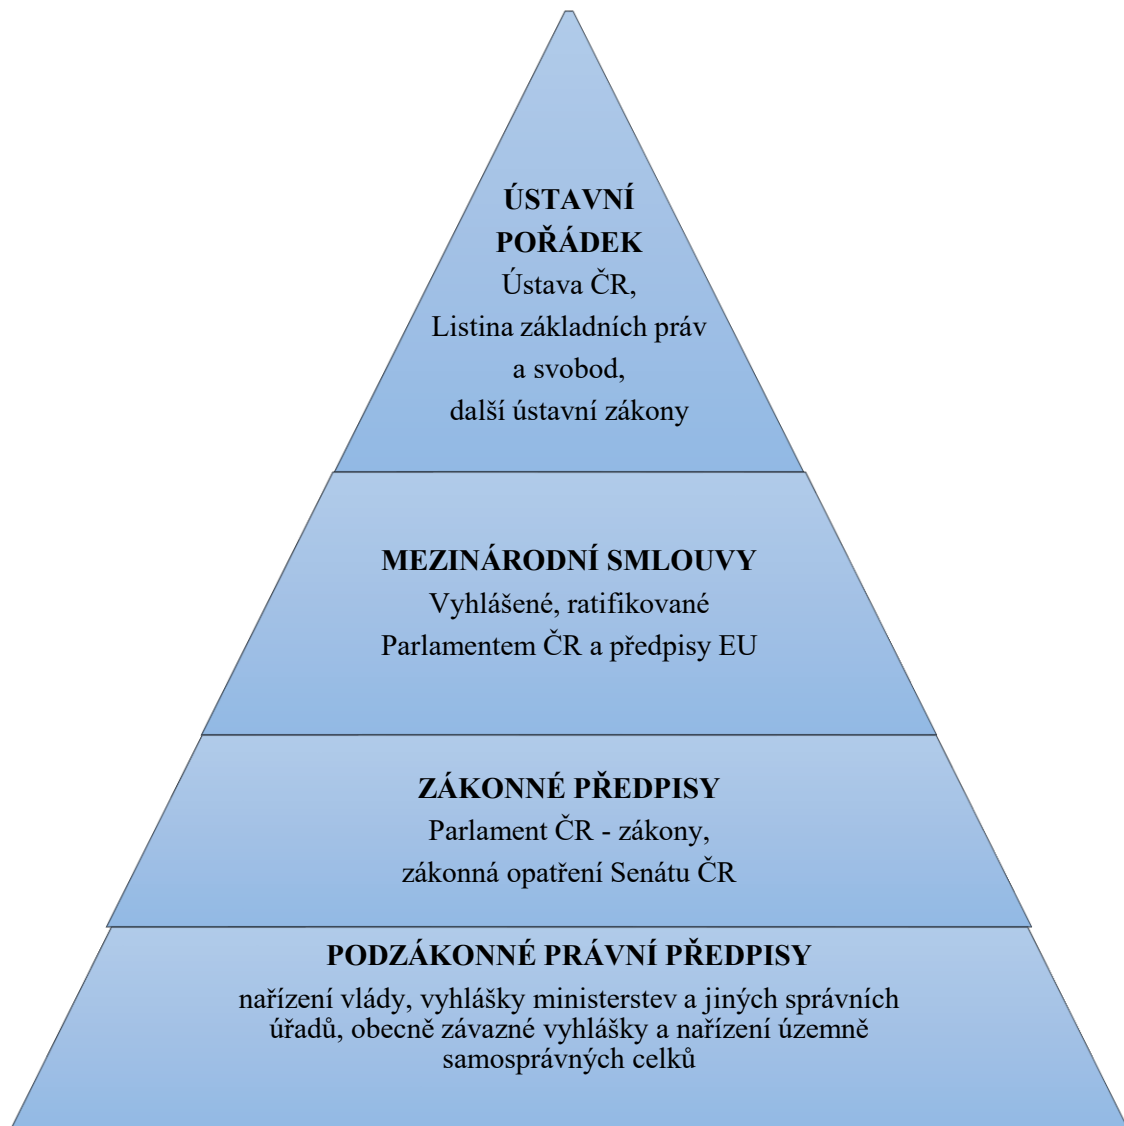 ÚSTAVNÍ
POŘÁDEK
Ústava ČR,
Listina základních práv
a svobod,
další ústavní zákony
MEZINÁRODNÍ SMLOUVY
Vyhlášené, ratifikované
Parlamentem ČR a předpisy EU
ZÁKONNÉ PŘEDPISY
Parlament ČR - zákony,
zákonná opatření Senátu ČR
PODZÁKONNÉ PRÁVNÍ PŘEDPISY
nařízení vlády, vyhlášky ministerstev a jiných správních
úřadů, obecně závazné vyhlášky a nařízení územně
samosprávných celků